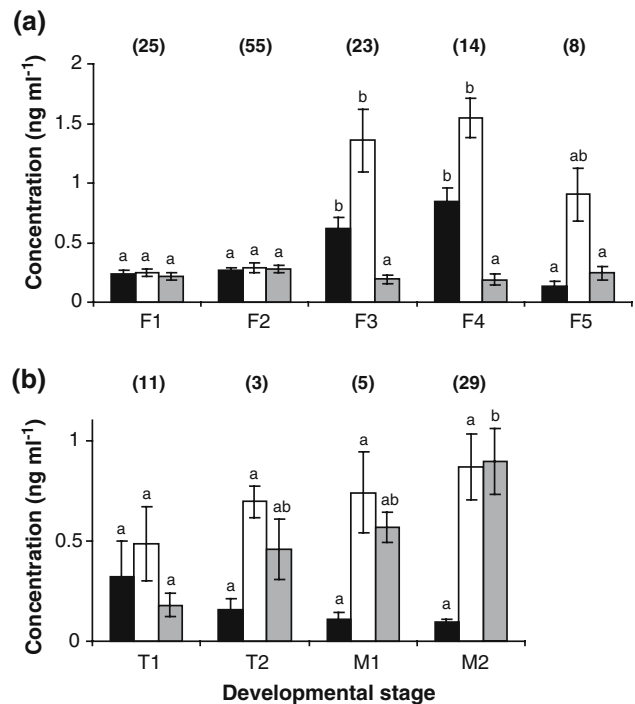 (a)
(25) (55) (23) (14) (8)
Concentration (ng ml⁻¹)
2
1.5
1
0.5
0
a a a a a a b b a b b a a ab a
F1 F2 F3 F4 F5
(b)
(11) (3) (5) (29)
Concentration (ng ml⁻¹)
1
0.5
0
a a a a a ab a a ab a a b
T1 T2 M1 M2
Developmental stage